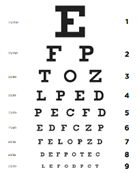 E 1
F P 2
T O Z 3
L P E D 4
P E C F D 5
E D F C Z P 6
F E L O P Z D 7
D E F P O T E C 8
L E F O D P C T 9